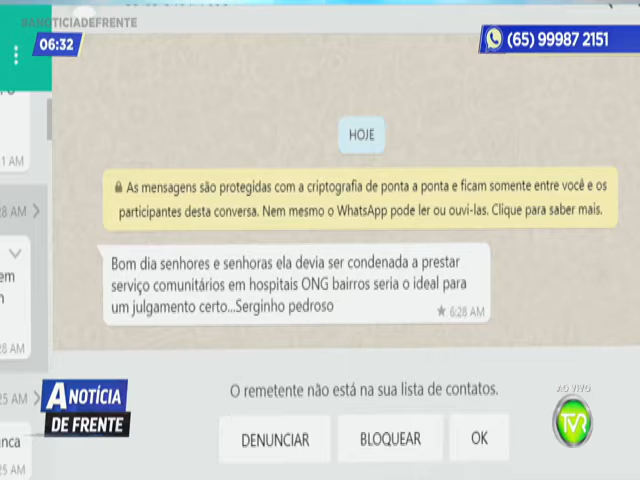 #ANOTICIADEFRENTE
06:32
(65) 99987 2151
HOJE
1 AM
As mensagens são protegidas com a criptografia de ponta a ponta e ficam somente entre você e os
participantes desta conversa. Nem mesmo o WhatsApp pode ler ou ouvi-las. Clique para saber mais.
28 AM
Bom dia senhores e senhoras ela devia ser condenada a prestar
serviço comunitários em hospitais ONG bairros seria o ideal para
um julgamento certo...Serginho pedroso
6:28 AM
em
28 AM
O remetente não está na sua lista de contatos.
25 AM
A NOTÍCIA
DE FRENTE
AO VIVO
TVR
DENUNCIAR
BLOQUEAR
OK
nca
25 AM